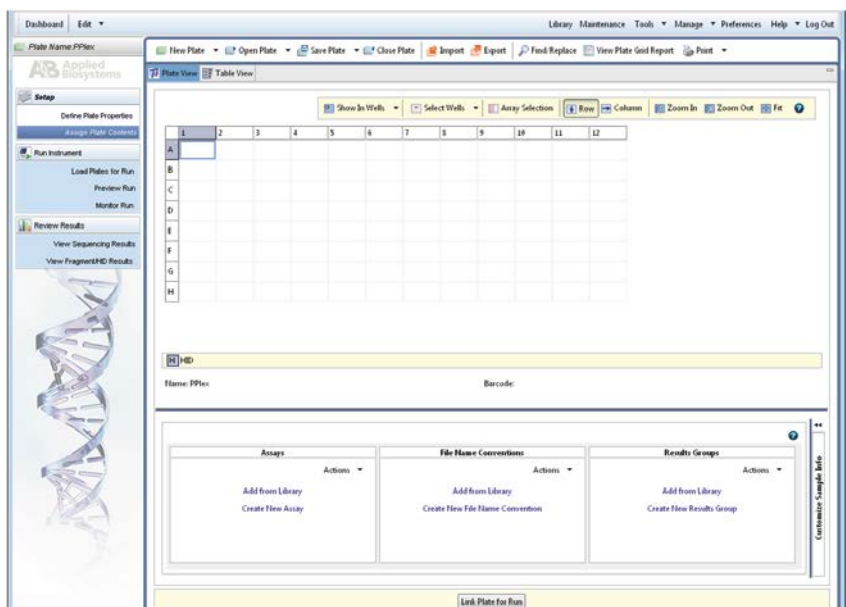 Dashboard Edit Library Maintenance Tools Manage Preferences Help Log Out
Plate Name:PPlex
New Plate Open Plate Save Plate Close Plate Import Export Find/Replace View Plate Grid Report Print
AB Applied Biosystems
Plate View Table View
Setup
Define Plate Properties
Assign Plate Contents
Show In Wells Select Wells Array Selection Row Column Zoom In Zoom Out Fit ?
1 2 3 4 5 6 7 8 9 10 11 12
A
B
C
D
E
F
G
H
Run Instrument
Load Plates for Run
Preview Run
Monitor Run
Review Results
View Sequencing Results
View Fragment/HID Results
H HID
Name: PPlex Barcode:
?
Assays File Name Conventions Results Groups
Actions Actions Actions
Add from Library Add from Library Add from Library
Create New Assay Create New File Name Convention Create New Results Group
Customize Sample Info
Link Plate for Run